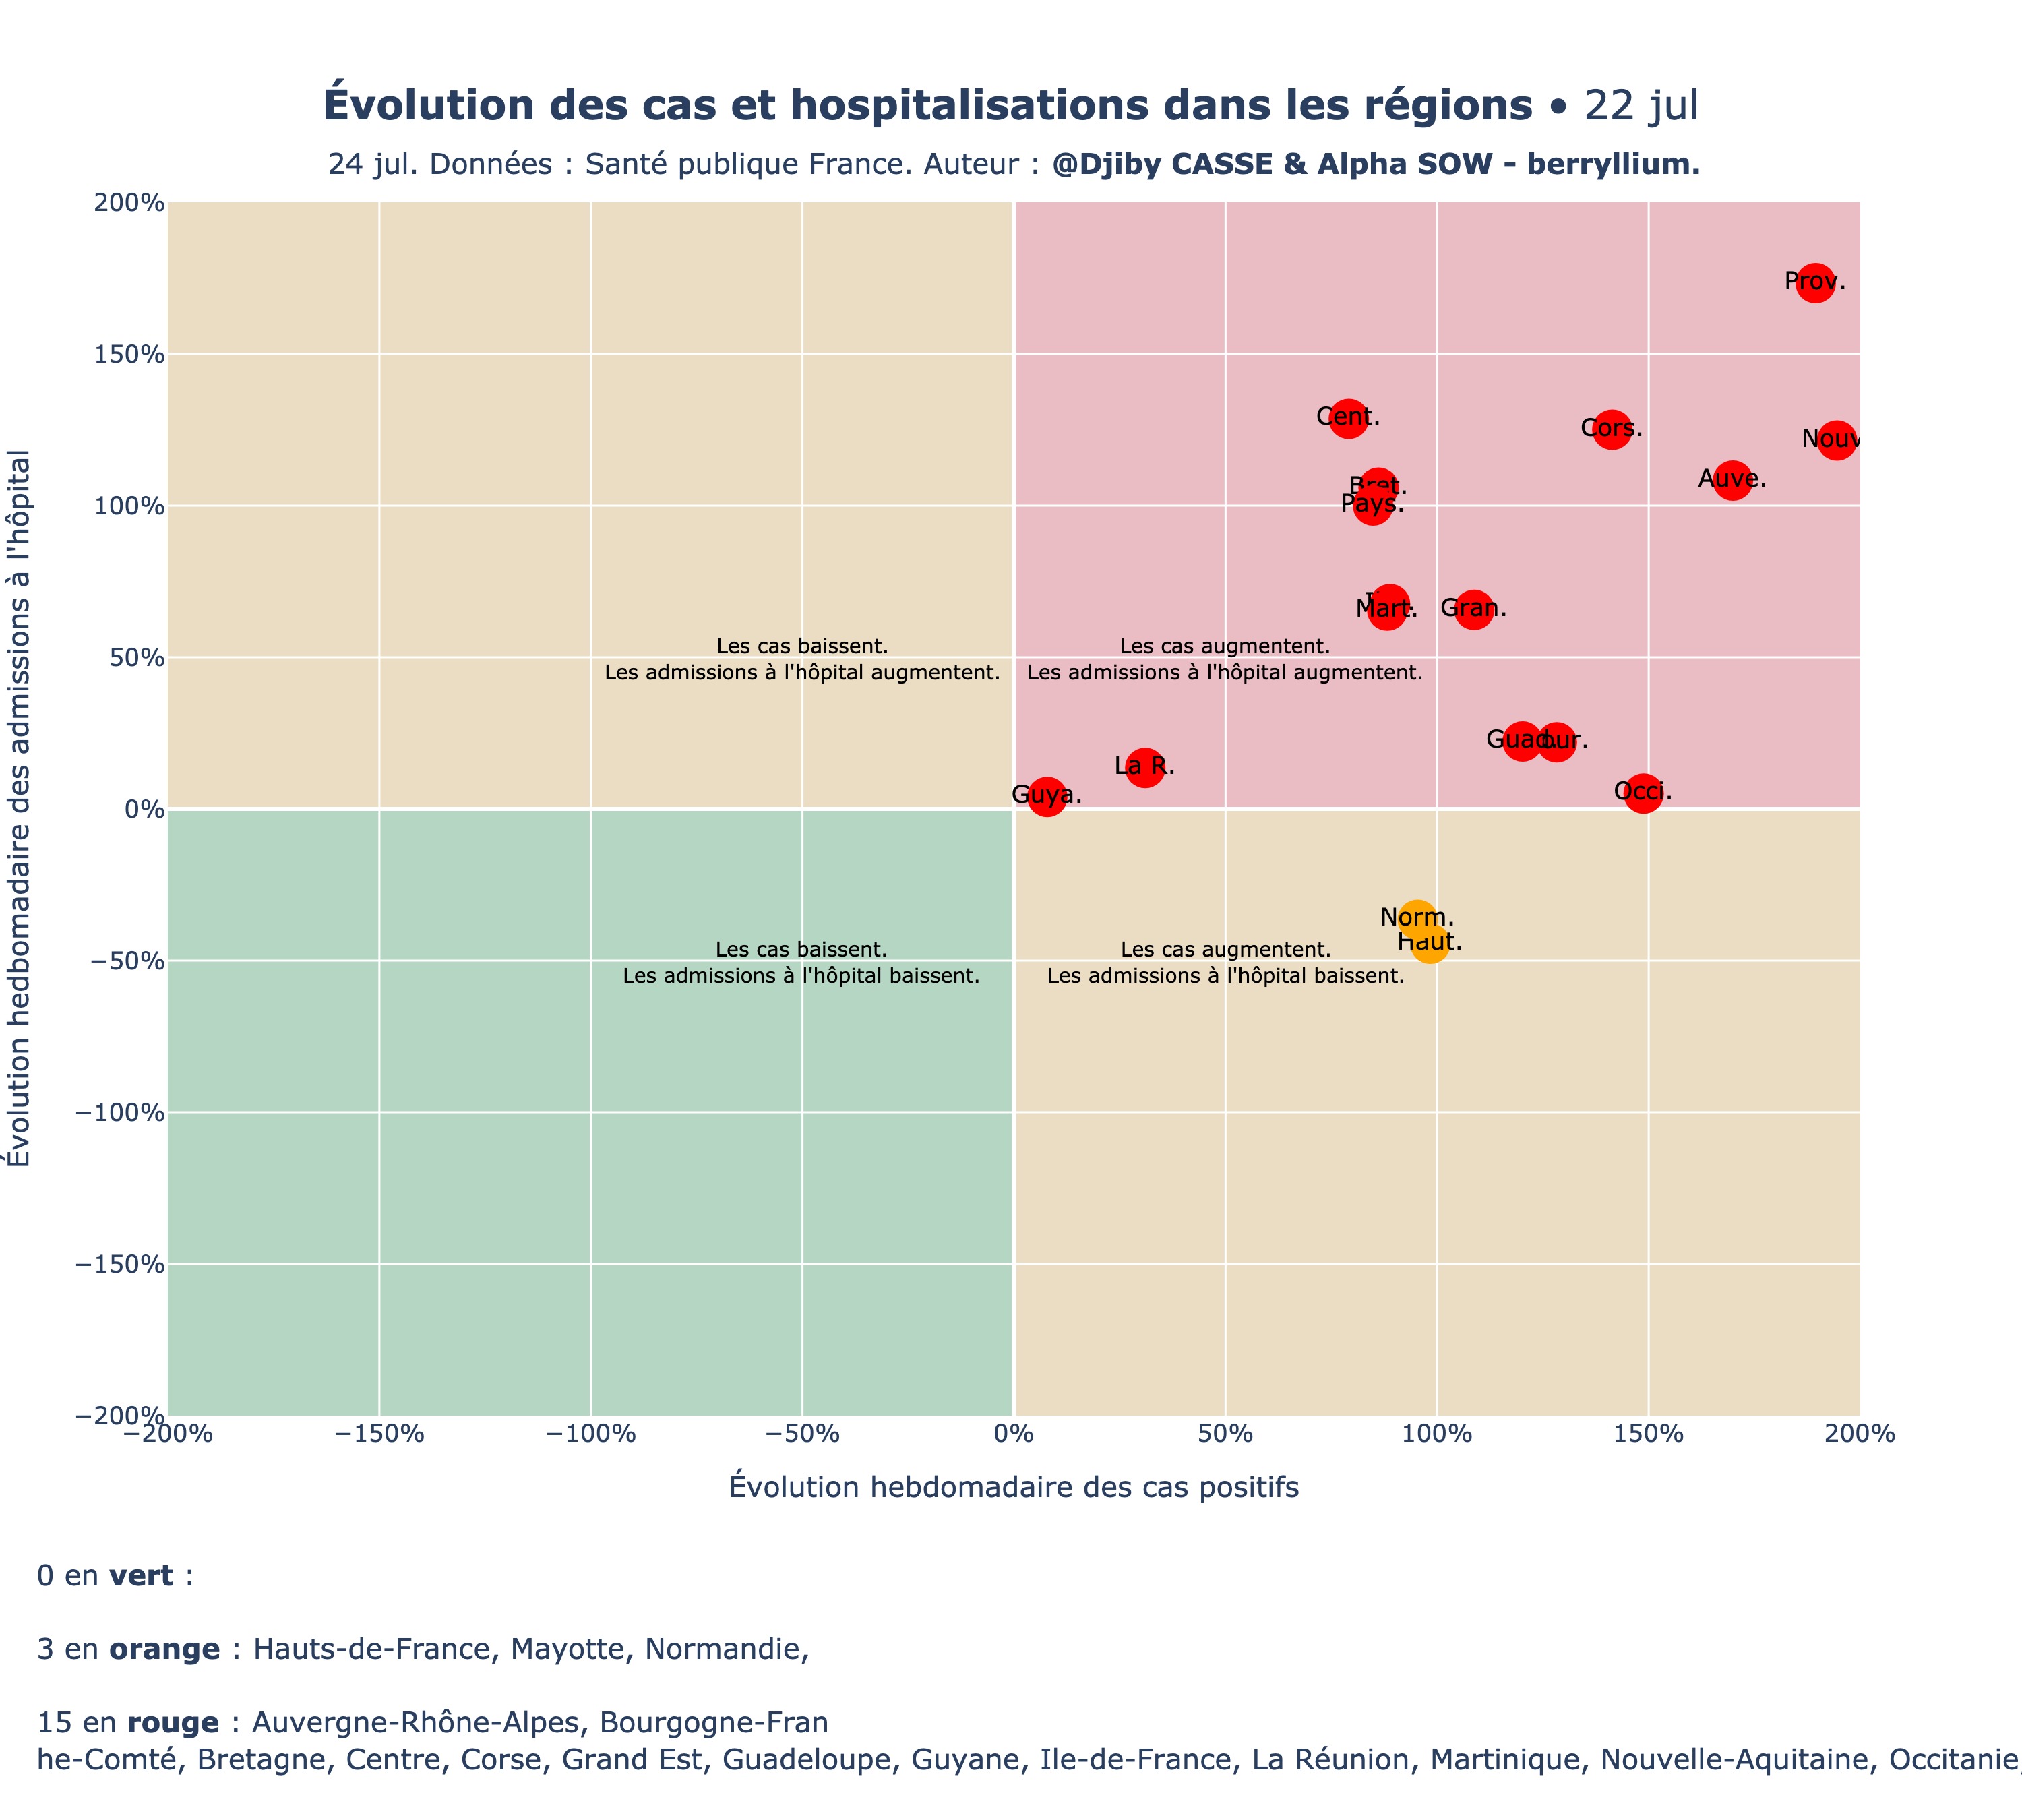 Évolution des cas et hospitalisations dans les régions • 22 jul
24 jul. Données : Santé publique France. Auteur : @Djiby CASSE & Alpha SOW - berryllium.
Évolution hedbomadaire des admissions à l'hôpital
200%
150%
100%
50%
0%
−50%
−100%
−150%
−200%
Prov.
Cent.
Cors.
Nouv
Auve.
Bret.
Pays.
Mart.
Gran.
Les cas baissent.
Les admissions à l'hôpital augmentent.
Les cas augmentent.
Les admissions à l'hôpital augmentent.
Guad.
our.
La R.
Guya.
Occi.
Norm.
Haut.
Les cas baissent.
Les admissions à l'hôpital baissent.
Les cas augmentent.
Les admissions à l'hôpital baissent.
−200%
−150%
−100%
−50%
0%
50%
100%
150%
200%
Évolution hebdomadaire des cas positifs
0 en vert :
3 en orange : Hauts-de-France, Mayotte, Normandie,
15 en rouge : Auvergne-Rhône-Alpes, Bourgogne-Fran
he-Comté, Bretagne, Centre, Corse, Grand Est, Guadeloupe, Guyane, Ile-de-France, La Réunion, Martinique, Nouvelle-Aquitaine, Occitanie,